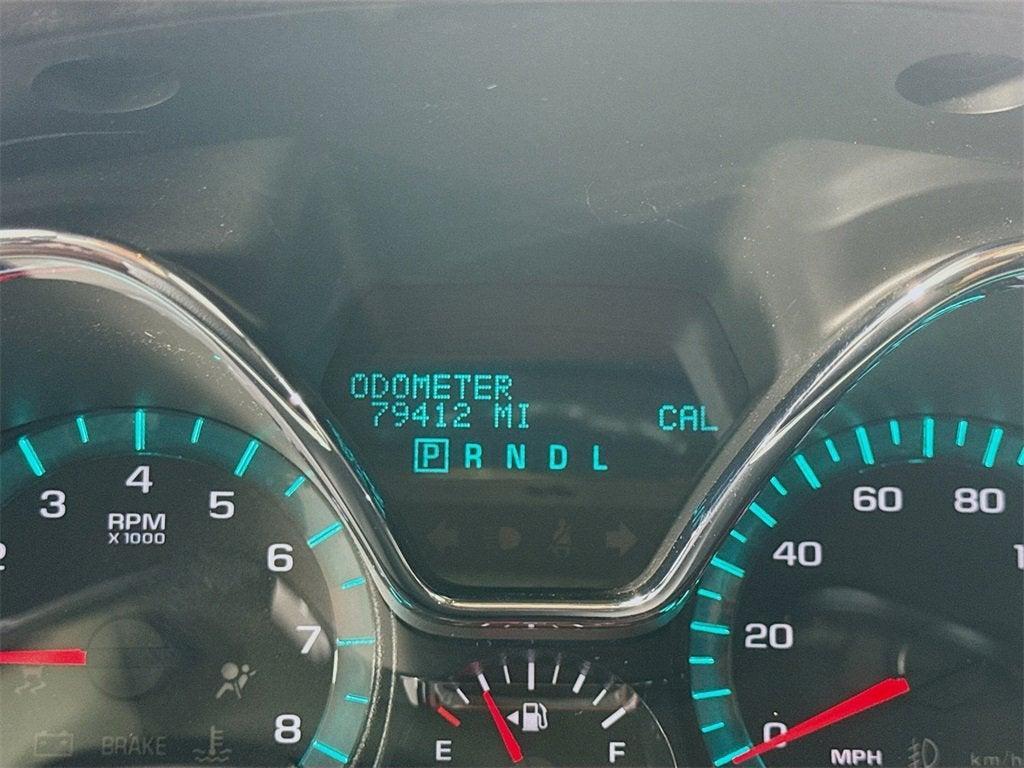 ODOMETER
79412 MI
CAL
P R N D L
3
4
5
6
7
8
RPM
X1000
BRAKE
E
F
0
20
40
60
80
MPH
km/h